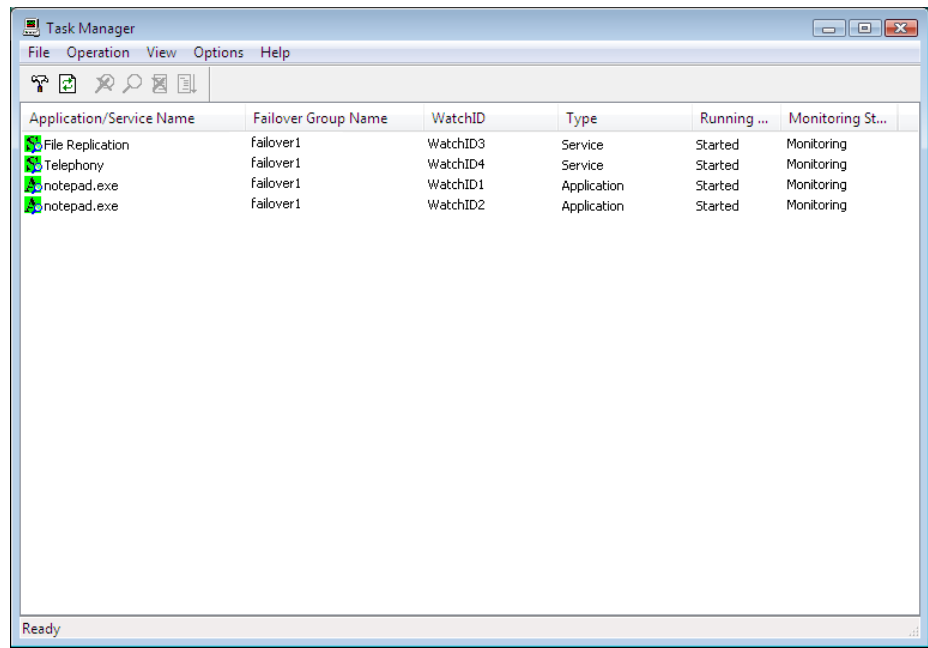 Task Manager
File Operation View Options Help
Application/Service Name Failover Group Name WatchID Type Running ... Monitoring St...
File Replication failover1 WatchID3 Service Started Monitoring
Telephony failover1 WatchID4 Service Started Monitoring
notepad.exe failover1 WatchID1 Application Started Monitoring
notepad.exe failover1 WatchID2 Application Started Monitoring
Ready